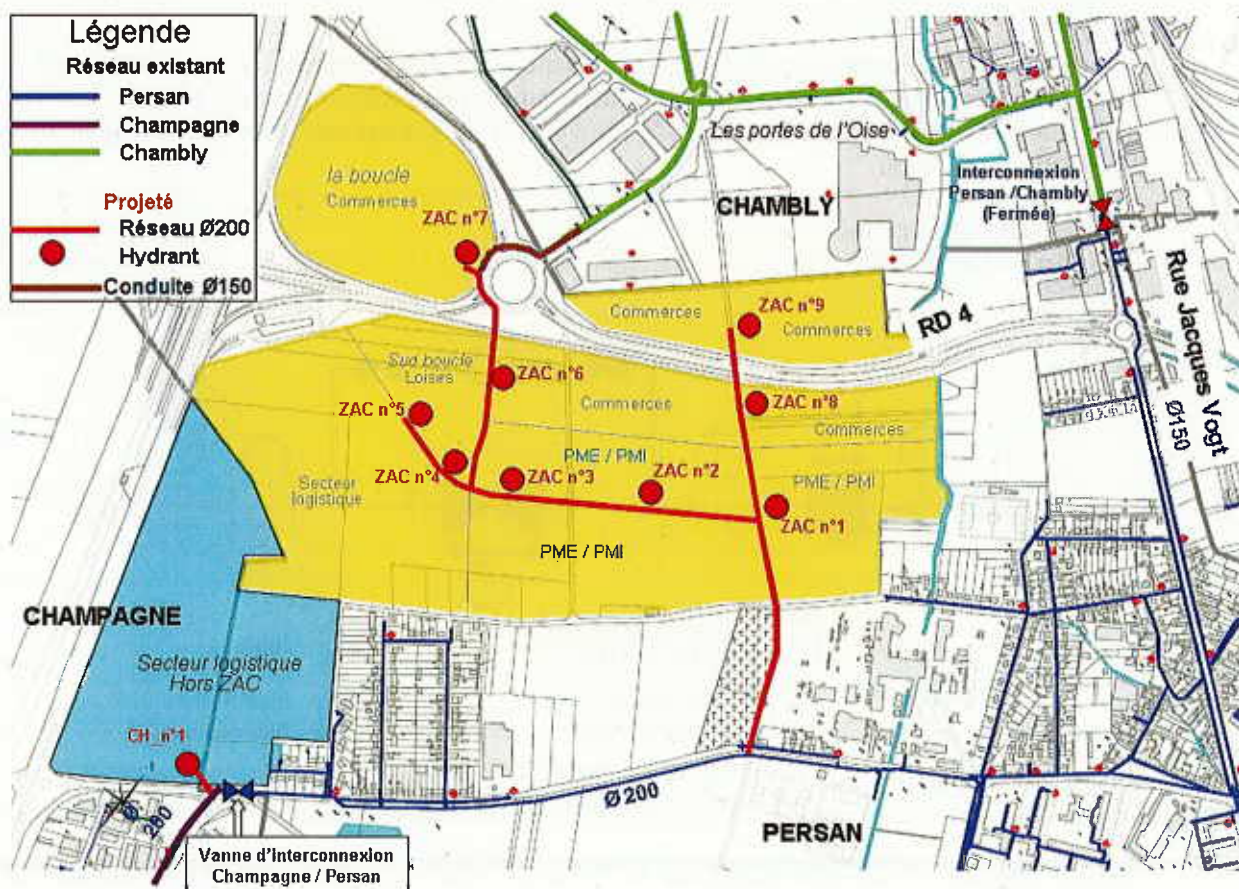 Légende
Réseau existant
Persan
Champagne
Chambly
Projeté
Réseau Ø200
Hydrant
Conduite Ø150
la boucle
Commerces
ZAC n°7
Les portes de l'Oise
CHAMBLY
Interconnexion
Persan /Chambly
(Fermée)
Rue Jacques Vogt
Ø150
RD 4
Commerces
ZAC n°9
Commerces
Sud boucle
Loisirs
ZAC n°6
ZAC n°5
Commerces
ZAC n°8
Commerces
PME / PMI
ZAC n°4
ZAC n°3
ZAC n°2
Secteur
logistique
PME / PMI
ZAC n°1
PME / PMI
CHAMPAGNE
Secteur logistique
Hors ZAC
CH_n°1
Ø 200
Ø 200
PERSAN
Vanne d'interconnexion
Champagne / Persan